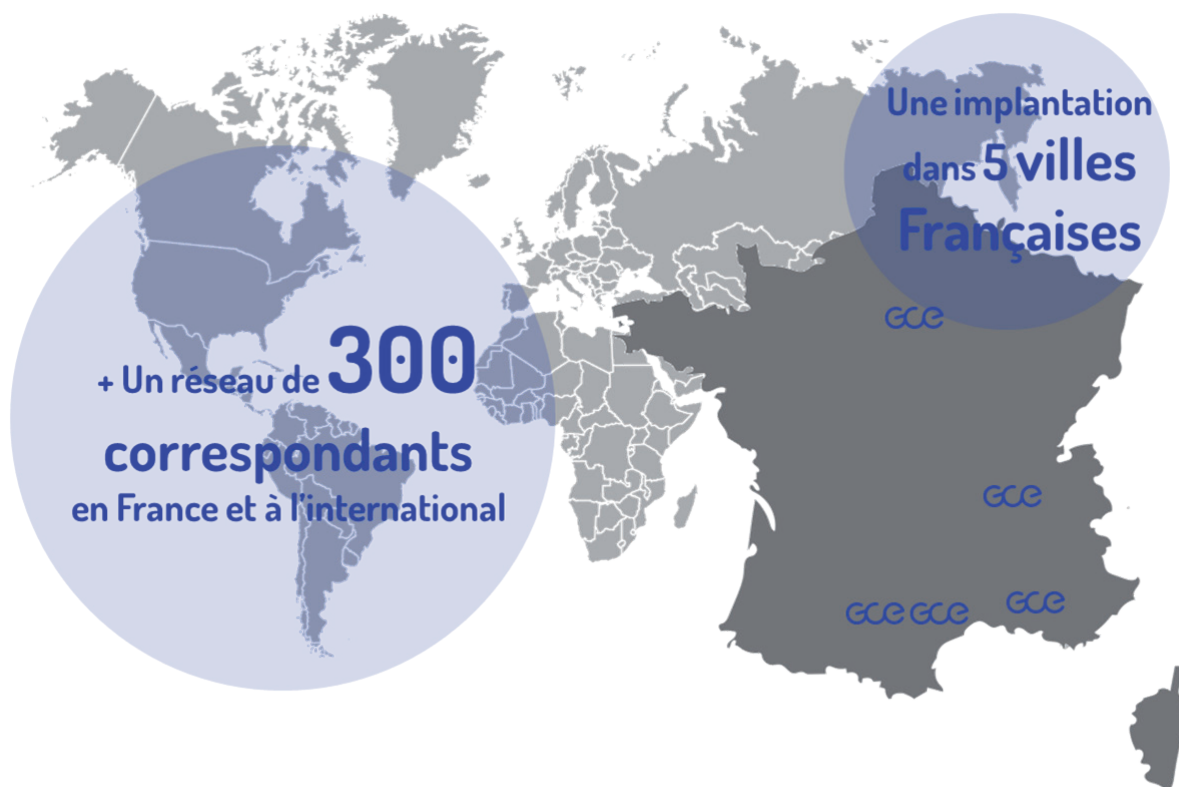 Une implantation
dans 5 villes
Françaises
+ Un réseau de 300
correspondants
en France et à l'international
GCE
GCE
GCE GCE
GCE